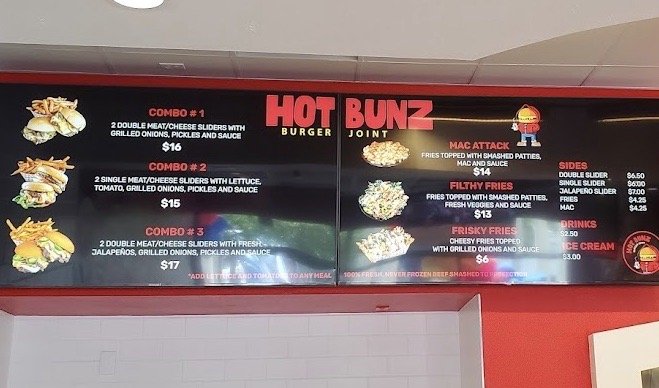 HOT BUNZ
BURGER JOINT
COMBO # 1
2 DOUBLE MEAT/CHEESE SLIDERS WITH
GRILLED ONIONS, PICKLES AND SAUCE
$16
COMBO # 2
2 SINGLE MEAT/CHEESE SLIDERS WITH LETTUCE,
TOMATO, GRILLED ONIONS, PICKLES AND SAUCE
$15
COMBO # 3
2 DOUBLE MEAT/CHEESE SLIDERS WITH FRESH
JALAPEÑOS, GRILLED ONIONS, PICKLES AND SAUCE
$17
*ADD LETTUCE AND TOMATO TO ANY MEAL
MAC ATTACK
FRIES TOPPED WITH SMASHED PATTIES,
MAC AND SAUCE
$14
FILTHY FRIES
FRIES TOPPED WITH SMASHED PATTIES,
FRESH VEGGIES AND SAUCE
$13
FRISKY FRIES
CHEESY FRIES TOPPED
WITH GRILLED ONIONS AND SAUCE
$6
100% FRESH, NEVER FROZEN BEEF SMASHED TO PERFECTION
SIDES
DOUBLE SLIDER $6.50
SINGLE SLIDER $6.00
JALAPEÑO SLIDER $7.00
FRIES $4.25
MAC $4.25
DRINKS
$2.50
ICE CREAM
$3.00
HOT BUNZ